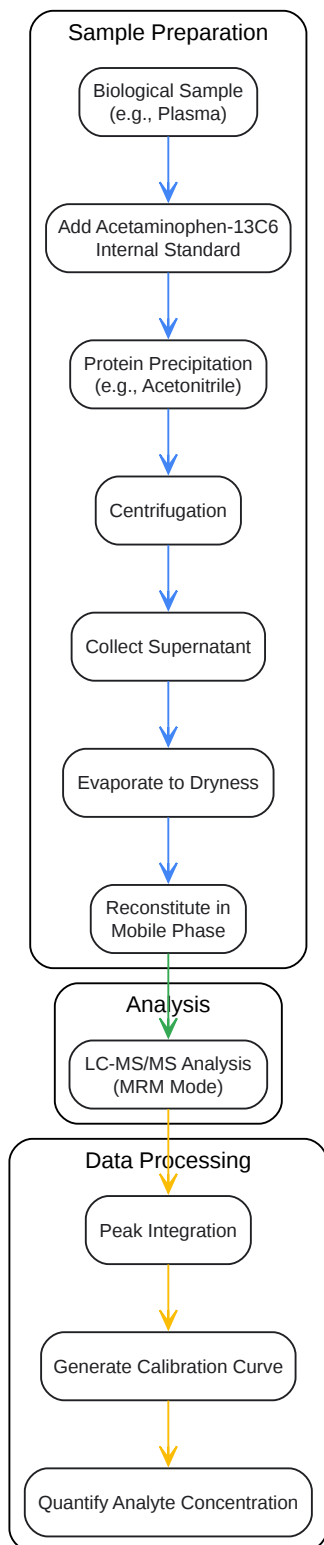 Sample Preparation
Biological Sample
(e.g., Plasma)
Add Acetaminophen-13C6
Internal Standard
Protein Precipitation
(e.g., Acetonitrile)
Centrifugation
Collect Supernatant
Evaporate to Dryness
Reconstitute in
Mobile Phase
Analysis
LC-MS/MS Analysis
(MRM Mode)
Data Processing
Peak Integration
Generate Calibration Curve
Quantify Analyte Concentration